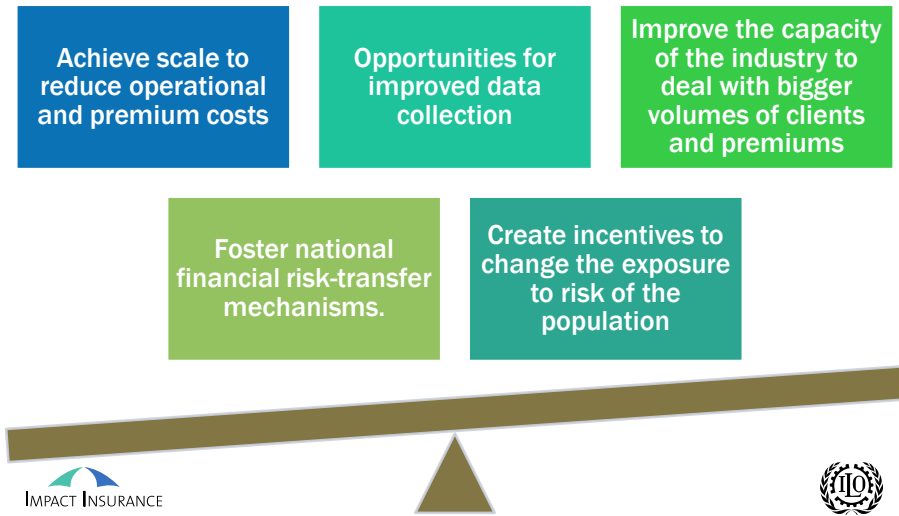 Achieve scale to
reduce operational
and premium costs
Opportunities for
improved data
collection
Improve the capacity
of the industry to
deal with bigger
volumes of clients
and premiums
Foster national
financial risk-transfer
mechanisms.
Create incentives to
change the exposure
to risk of the
population
IMPACT INSURANCE
ILO